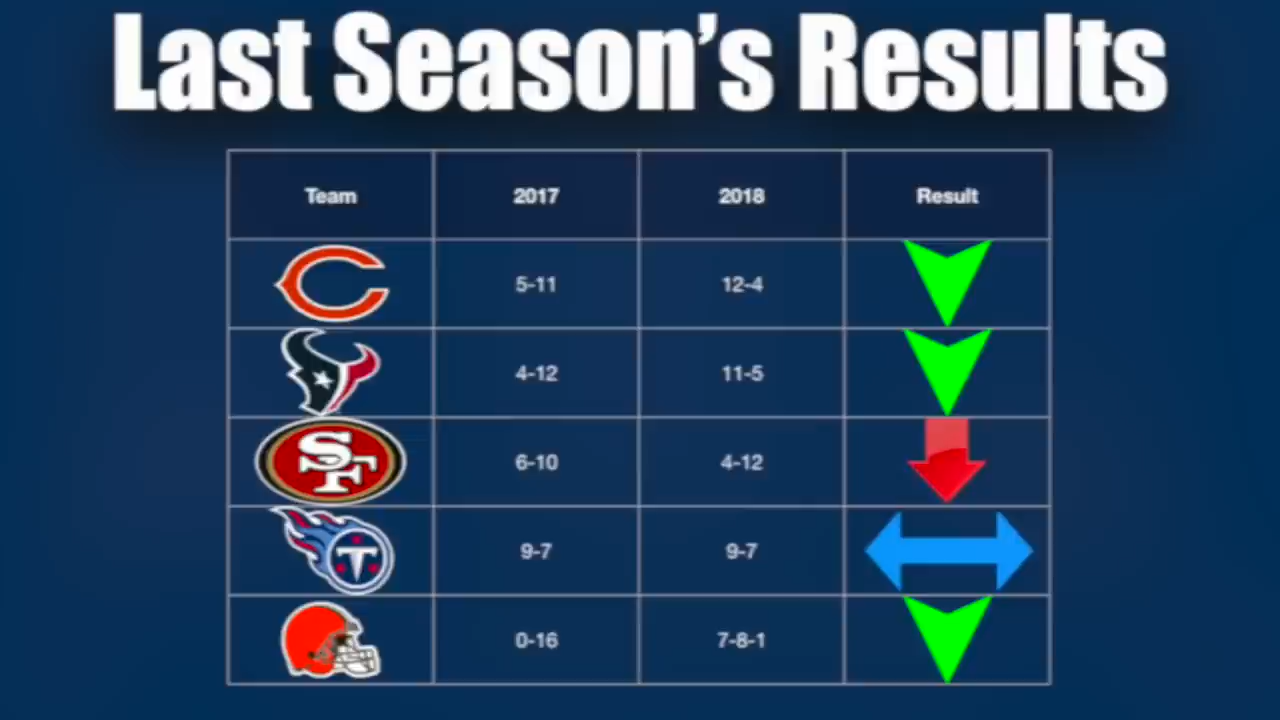 Last Season's Results
Team 2017 2018 Result
5-11 12-4
4-12 11-5
SF 6-10 4-12
T 9-7 9-7
0-16 7-8-1